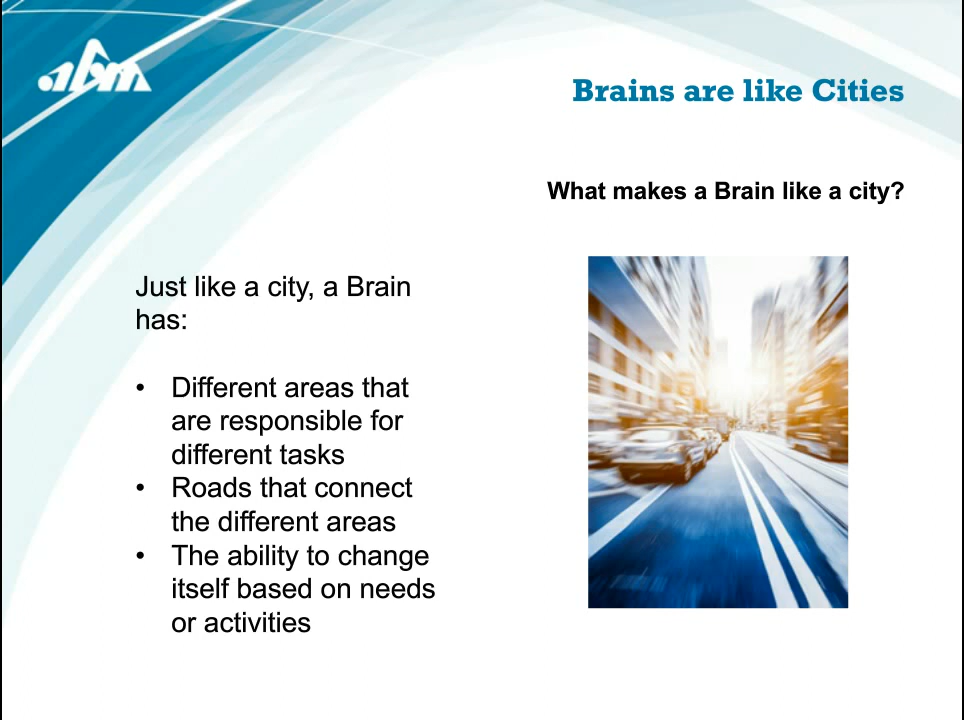 abm
Brains are like Cities
What makes a Brain like a city?
Just like a city, a Brain
has:
• Different areas that
are responsible for
different tasks
• Roads that connect
the different areas
• The ability to change
itself based on needs
or activities